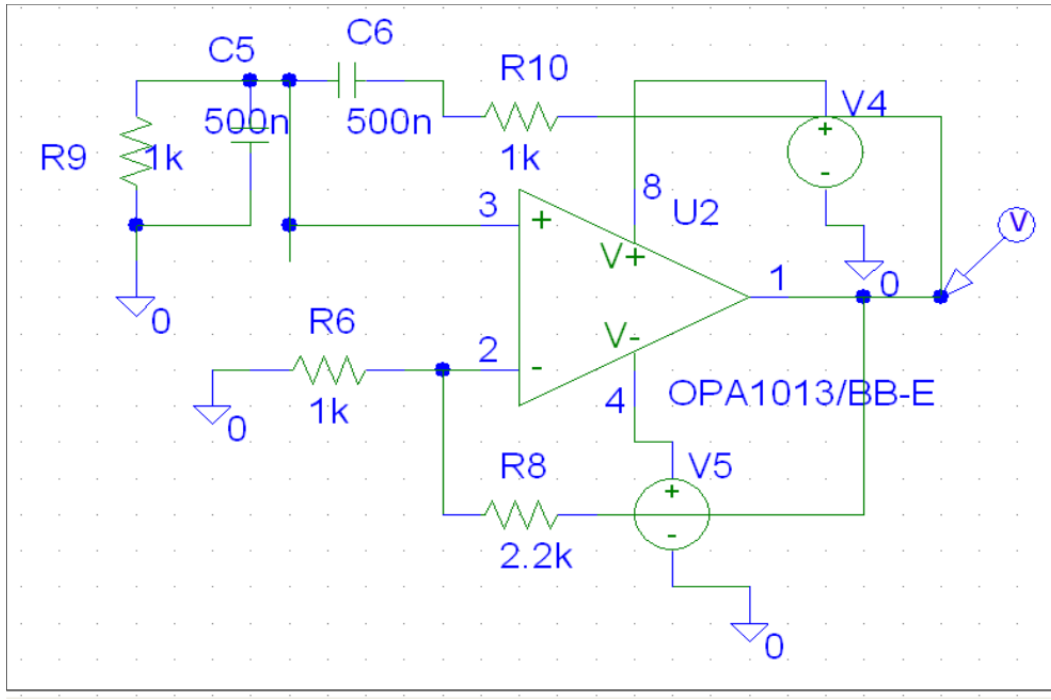 C5
C6
R10
V4
500n
500n
R9
1k
1k
+
-
8
U2
3
+
V+
V
1
0
0
R6
2
-
V-
4
OPA1013/BB-E
1k
0
R8
V5
+
-
2.2k
0